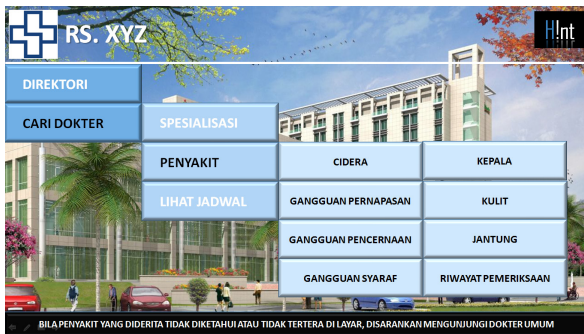 RS. XYZ
H!nt
DIREKTORI
CARI DOKTER
SPESIALISASI
PENYAKIT
CIDERA
KEPALA
LIHAT JADWAL
GANGGUAN PERNAPASAN
KULIT
GANGGUAN PENCERNAAN
JANTUNG
GANGGUAN SYARAF
RIWAYAT PEMERIKSAAN
BILA PENYAKIT YANG DIDERITA TIDAK DIKETAHUI ATAU TIDAK TERTERA DI LAYAR, DISARANKAN MENGUNJUNGI DOKTER UMUM